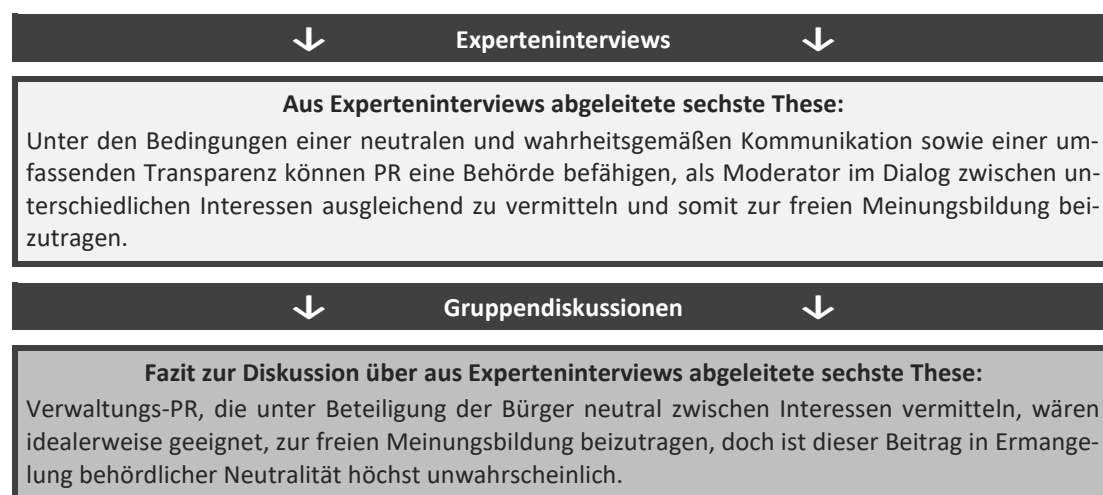 ↓ Experteninterviews ↓
Aus Experteninterviews abgeleitete sechste These:
Unter den Bedingungen einer neutralen und wahrheitsgemäßen Kommunikation sowie einer um-
fassenden Transparenz können PR eine Behörde befähigen, als Moderator im Dialog zwischen un-
terschiedlichen Interessen ausgleichend zu vermitteln und somit zur freien Meinungsbildung bei-
zutragen.
↓ Gruppendiskussionen ↓
Fazit zur Diskussion über aus Experteninterviews abgeleitete sechste These:
Verwaltungs-PR, die unter Beteiligung der Bürger neutral zwischen Interessen vermitteln, wären
idealerweise geeignet, zur freien Meinungsbildung beizutragen, doch ist dieser Beitrag in Ermange-
lung behördlicher Neutralität höchst unwahrscheinlich.